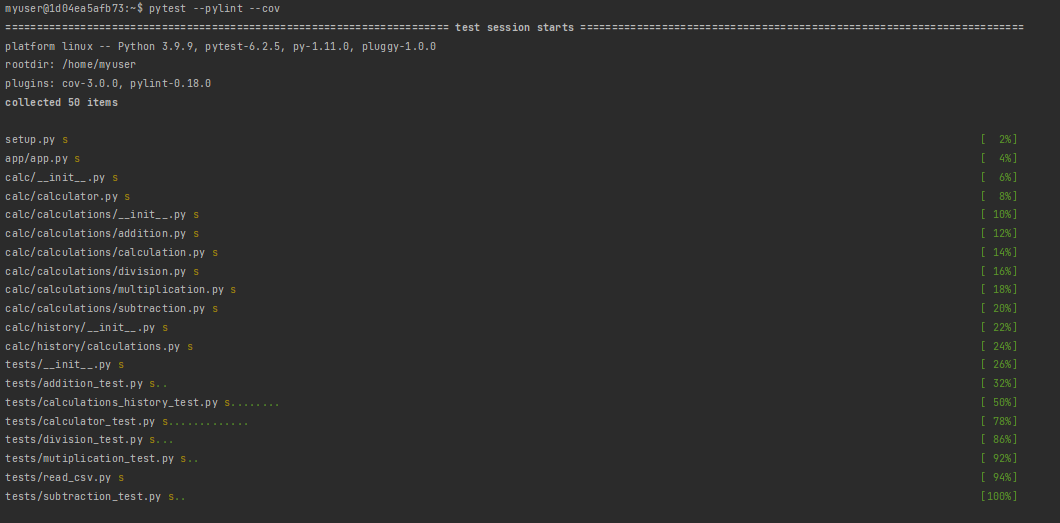 myuser@1d04ea5afb73:~$ pytest --pylint --cov
======================================================================= test session starts =======================================================================
platform linux -- Python 3.9.9, pytest-6.2.5, py-1.11.0, pluggy-1.0.0
rootdir: /home/myuser
plugins: cov-3.0.0, pylint-0.18.0
collected 50 items
setup.py s [  2%]
app/app.py s [  4%]
calc/__init__.py s [  6%]
calc/calculator.py s [  8%]
calc/calculations/__init__.py s [ 10%]
calc/calculations/addition.py s [ 12%]
calc/calculations/calculation.py s [ 14%]
calc/calculations/division.py s [ 16%]
calc/calculations/multiplication.py s [ 18%]
calc/calculations/subtraction.py s [ 20%]
calc/history/__init__.py s [ 22%]
calc/history/calculations.py s [ 24%]
tests/__init__.py s [ 26%]
tests/addition_test.py s.. [ 32%]
tests/calculations_history_test.py s........ [ 50%]
tests/calculator_test.py s............. [ 78%]
tests/division_test.py s... [ 86%]
tests/mutiplication_test.py s.. [ 92%]
tests/read_csv.py s [ 94%]
tests/subtraction_test.py s.. [100%]